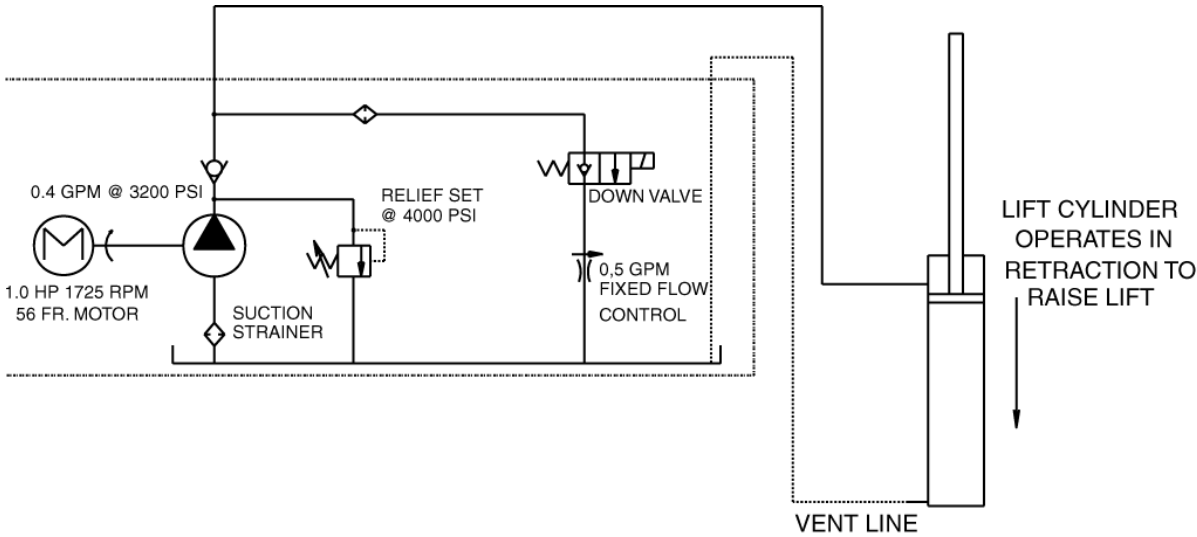 0.4 GPM @ 3200 PSI
M
1.0 HP 1725 RPM
56 FR. MOTOR
SUCTION
STRAINER
RELIEF SET
@ 4000 PSI
DOWN VALVE
0,5 GPM
FIXED FLOW
CONTROL
LIFT CYLINDER
OPERATES IN
RETRACTION TO
RAISE LIFT
VENT LINE